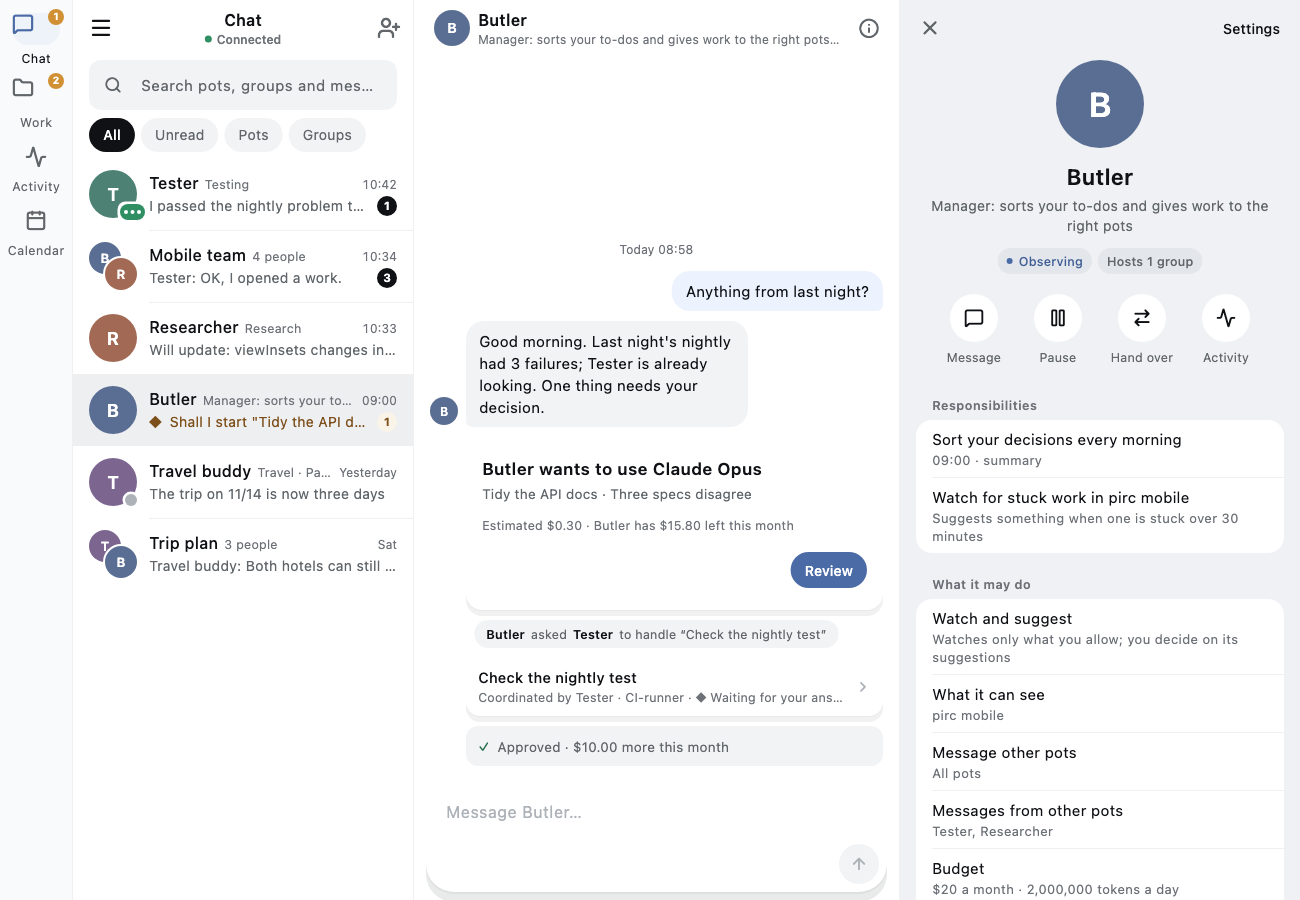 1
Chat
2
Work
Activity
Calendar
Chat
Connected
Search pots, groups and mes...
All
Unread
Pots
Groups
T
Tester Testing 10:42
I passed the nightly problem t... 1
B
R
Mobile team 4 people 10:34
Tester: OK, I opened a work. 3
R
Researcher Research 10:33
Will update: viewInsets changes in...
B
Butler Manager: sorts your to... 09:00
◆ Shall I start "Tidy the API d... 1
T
Travel buddy Travel · Pa... Yesterday
The trip on 11/14 is now three days
T
B
Trip plan 3 people Sat
Travel buddy: Both hotels can still ...
B
Butler
Manager: sorts your to-dos and gives work to the right pots...
Today 08:58
Anything from last night?
Good morning. Last night's nightly
had 3 failures; Tester is already
looking. One thing needs your
decision.
B
Butler wants to use Claude Opus
Tidy the API docs · Three specs disagree
Estimated $0.30 · Butler has $15.80 left this month
Review
Butler asked Tester to handle “Check the nightly test”
Check the nightly test
Coordinated by Tester · CI-runner · ◆ Waiting for your ans...
✓ Approved · $10.00 more this month
Message Butler...
Settings
B
Butler
Manager: sorts your to-dos and gives work to the
right pots
Observing
Hosts 1 group
Message
Pause
Hand over
Activity
Responsibilities
Sort your decisions every morning
09:00 · summary
Watch for stuck work in pirc mobile
Suggests something when one is stuck over 30
minutes
What it may do
Watch and suggest
Watches only what you allow; you decide on its
suggestions
What it can see
pirc mobile
Message other pots
All pots
Messages from other pots
Tester, Researcher
Budget
$20 a month · 2,000,000 tokens a day